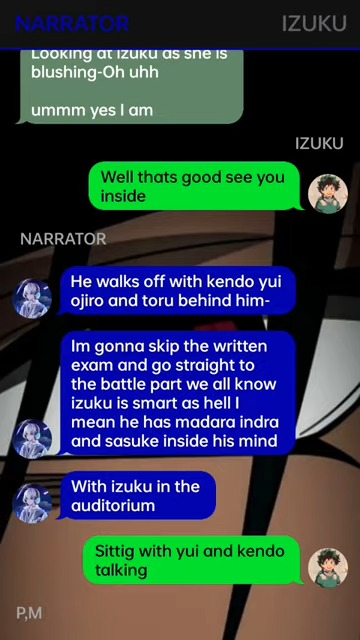 NARRATOR
IZUKU
Looking at izuku as she is
blushing-Oh uhh
ummm yes I am
IZUKU
Well thats good see you
inside
NARRATOR
He walks off with kendo yui
ojiro and toru behind him-
Im gonna skip the written
exam and go straight to
the battle part we all know
izuku is smart as hell I
mean he has madara indra
and sasuke inside his mind
With izuku in the
auditorium
Sittig with yui and kendo
talking
P,M